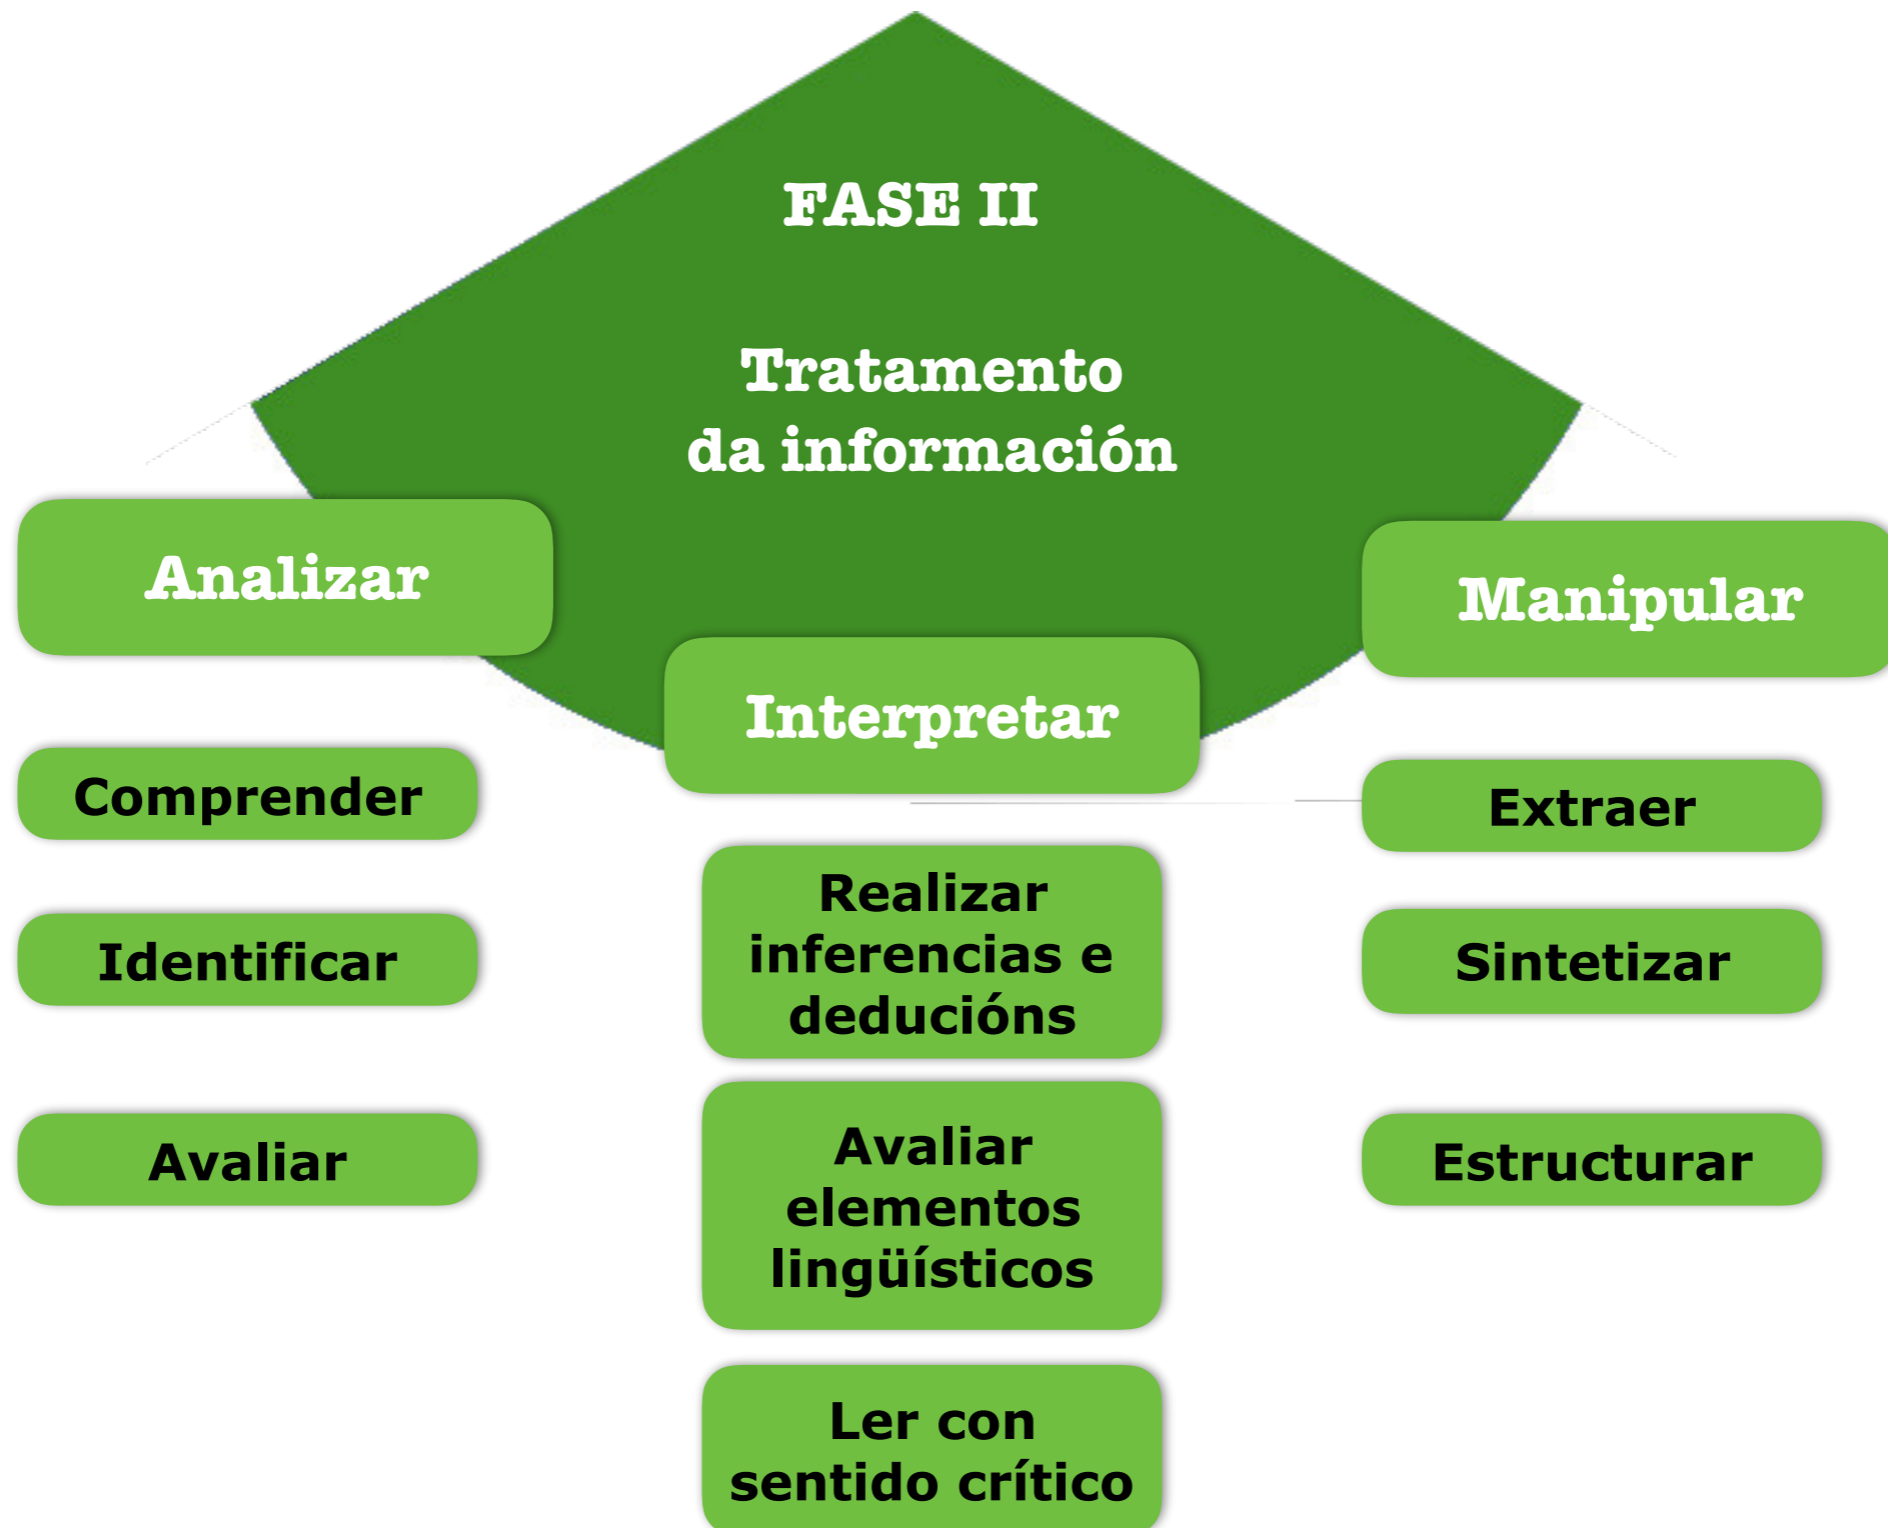 FASE II
Tratamento
da información
Analizar
Comprender
Identificar
Avaliar
Interpretar
Realizar
inferencias e
deducións
Avaliar
elementos
lingüísticos
Ler con
sentido crítico
Manipular
Extraer
Sintetizar
Estructurar